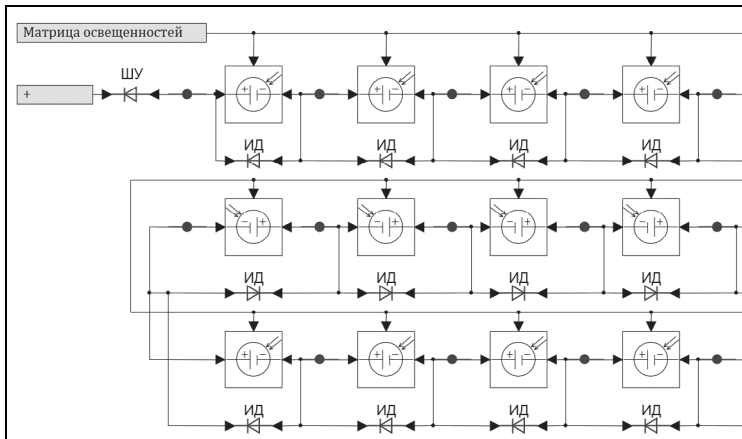 Матрица освещенностей
ШУ
+
+ − + − + − + −
ИД ИД ИД ИД
− + − + − + − +
ИД ИД ИД ИД
+ − + − + − + −
ИД ИД ИД ИД